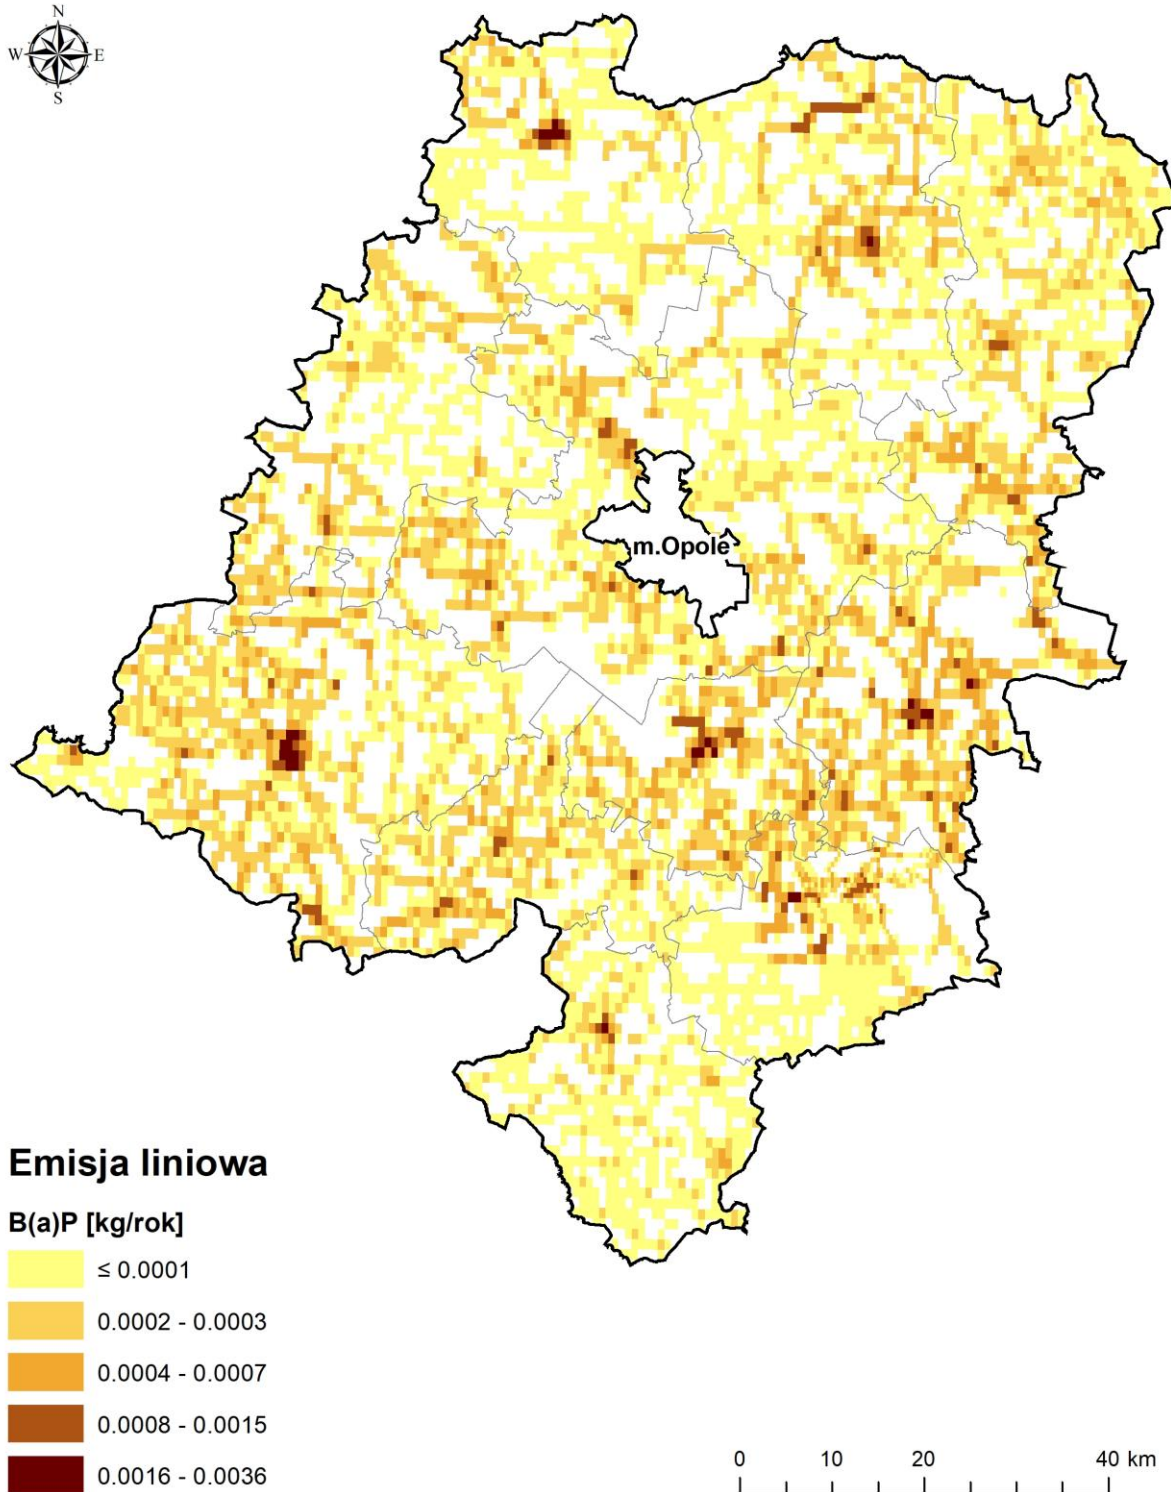 N
W E
S
m.Opole
Emisja liniowa
B(a)P [kg/rok]
≤ 0.0001
0.0002 - 0.0003
0.0004 - 0.0007
0.0008 - 0.0015
0.0016 - 0.0036
0 10 20 40 km